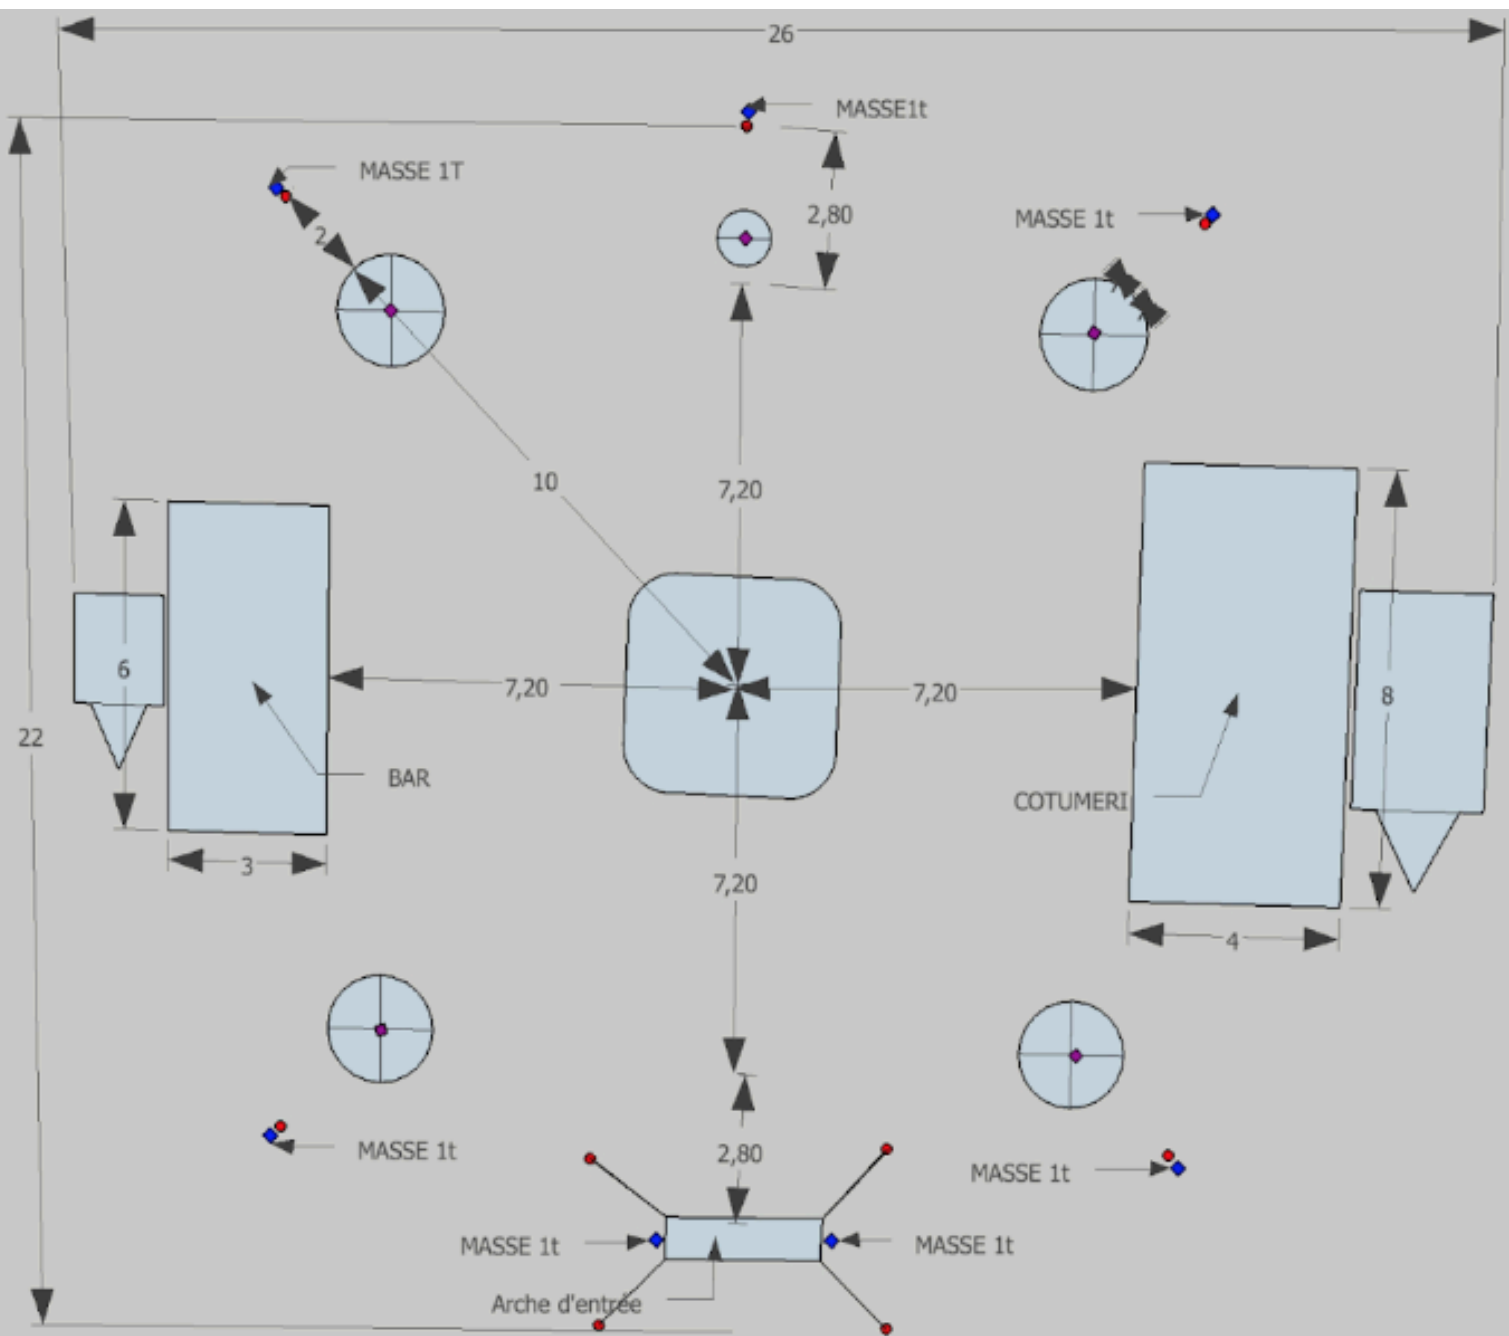 26
MASSE1t
MASSE 1T
2,80
MASSE 1t
2
10
7,20
6
7,20
7,20
8
22
BAR
COTUMERI
3
7,20
4
MASSE 1t
2,80
MASSE 1t
MASSE 1t
MASSE 1t
Arche d'entrée